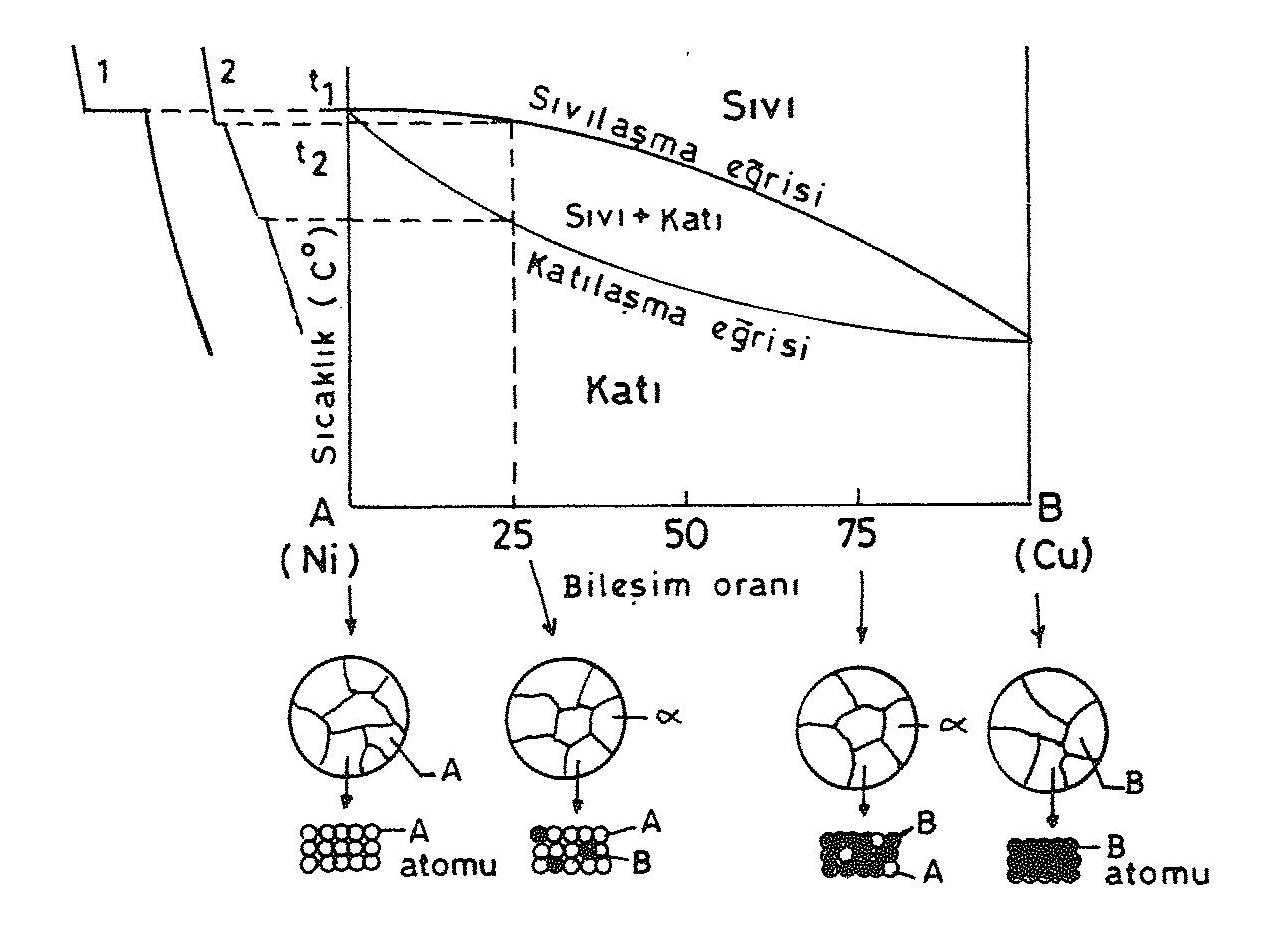 1
2
t1
t2
Sıvılaşma eğrisi
Sıvı
Sıvı + Katı
Katılaşma eğrisi
Katı
Sıcaklık (C°)
A
(Ni)
25
50
75
B
(Cu)
Bileşim oranı
A
α
α
B
A
atomu
A
B
B
A
B
atomu